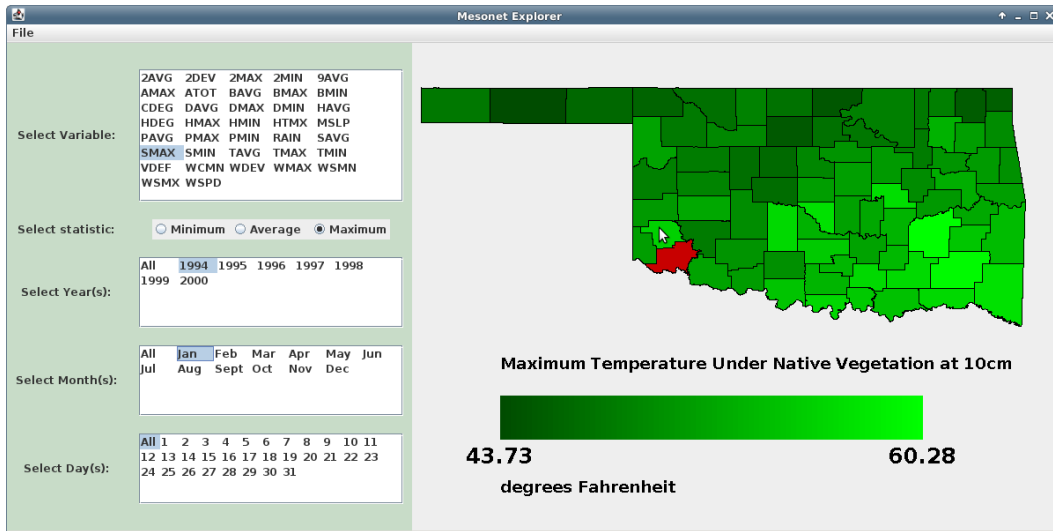 Mesonet Explorer
File
Select Variable:
2AVG 2DEV 2MAX 2MIN 9AVG
AMAX ATOT BAVG BMAX BMIN
CDEG DAVG DMAX DMIN HAVG
HDEG HMAX HMIN HTMX MSLP
PAVG PMAX PMIN RAIN SAVG
SMAX SMIN TAVG TMAX TMIN
VDEF WCMN WDEV WMAX WSMN
WSMX WSPD
Select statistic:
Minimum Average Maximum
Select Year(s):
All 1994 1995 1996 1997 1998
1999 2000
Select Month(s):
All Jan Feb Mar Apr May Jun
Jul Aug Sept Oct Nov Dec
Select Day(s):
All 1 2 3 4 5 6 7 8 9 10 11
12 13 14 15 16 17 18 19 20 21 22 23
24 25 26 27 28 29 30 31
Maximum Temperature Under Native Vegetation at 10cm
43.73 60.28
degrees Fahrenheit